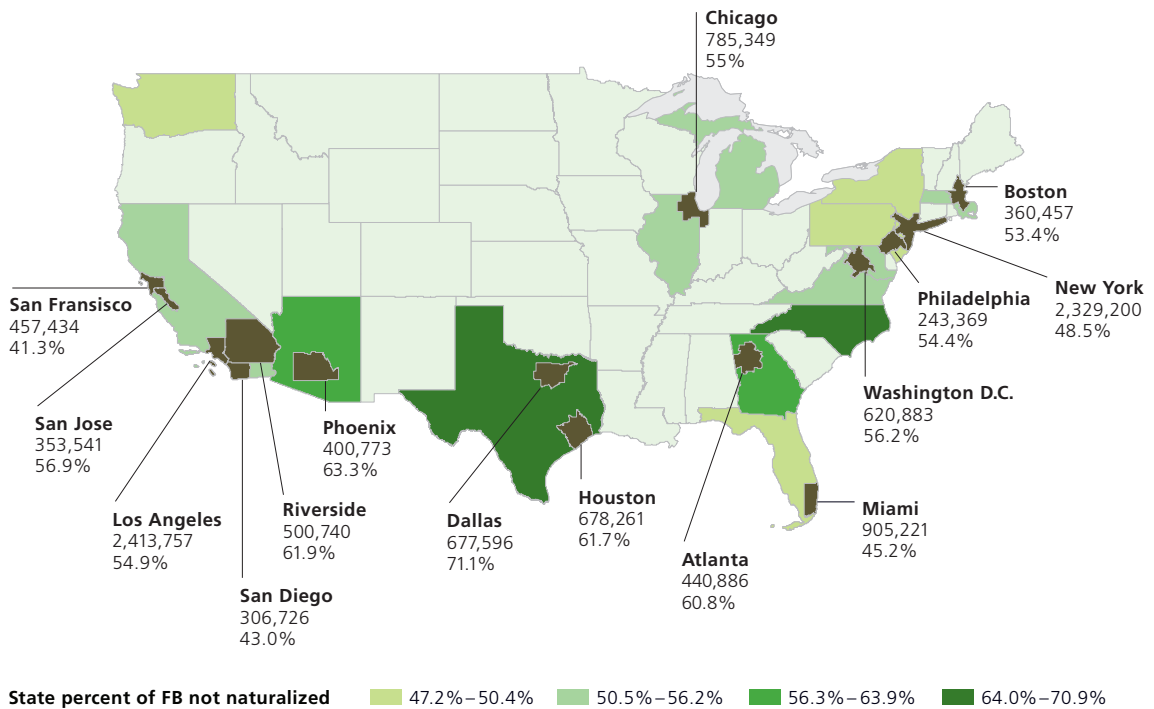 Chicago
785,349
55%
Boston
360,457
53.4%
New York
2,329,200
48.5%
Philadelphia
243,369
54.4%
Washington D.C.
620,883
56.2%
San Fransisco
457,434
41.3%
San Jose
353,541
56.9%
Los Angeles
2,413,757
54.9%
San Diego
306,726
43.0%
Riverside
500,740
61.9%
Phoenix
400,773
63.3%
Dallas
677,596
71.1%
Houston
678,261
61.7%
Atlanta
440,886
60.8%
Miami
905,221
45.2%
State percent of FB not naturalized
47.2%–50.4%
50.5%–56.2%
56.3%–63.9%
64.0%–70.9%